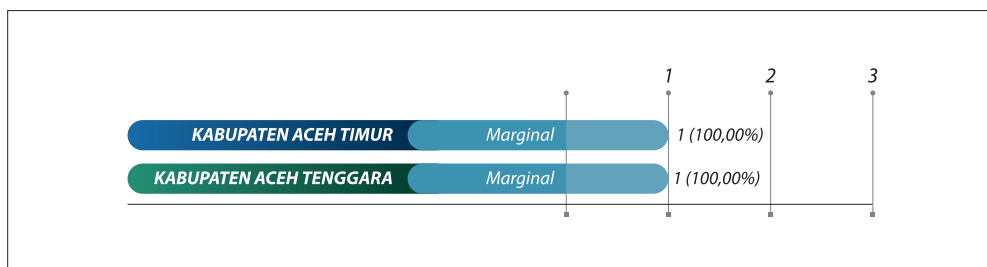 1 2 3
KABUPATEN ACEH TIMUR Marginal 1 (100,00%)
KABUPATEN ACEH TENGGARA Marginal 1 (100,00%)